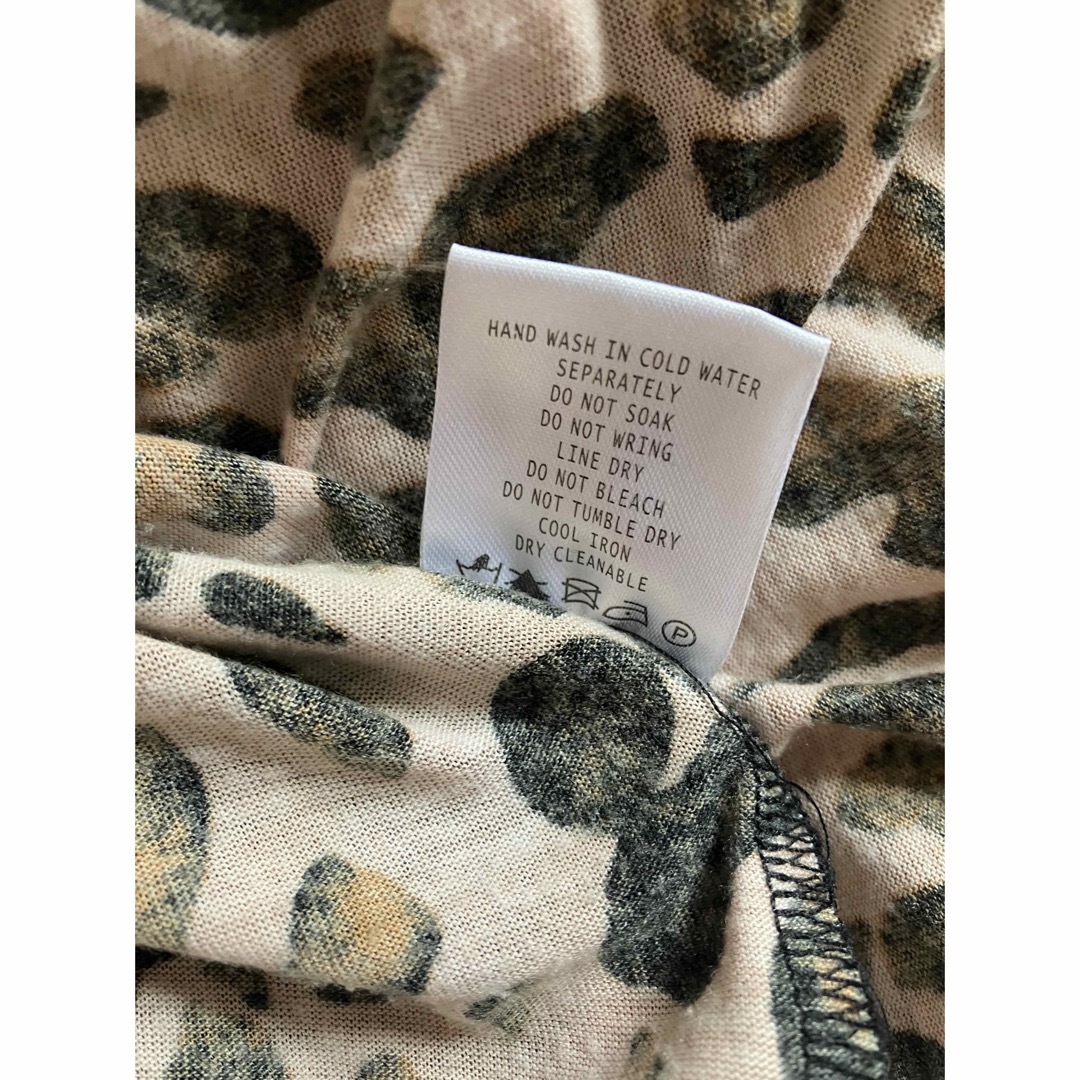 HAND WASH IN COLD WATER
SEPARATELY
DO NOT SOAK
DO NOT WRING
LINE DRY
DO NOT BLEACH
DO NOT TUMBLE DRY
COOL IRON
DRY CLEANABLE
P